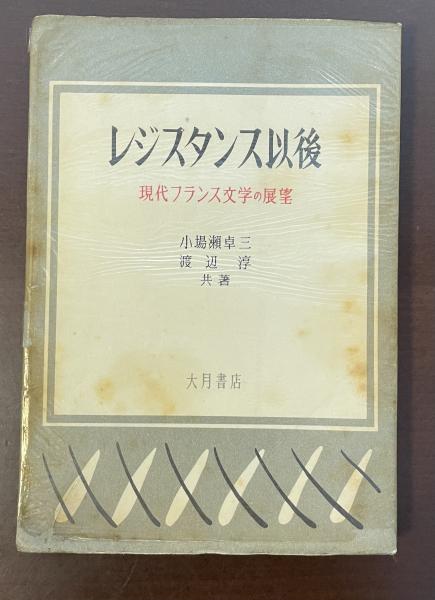 レジスタンス以後
現代フランス文学の展望
小場瀬卓三
渡辺淳
共著
大月書店